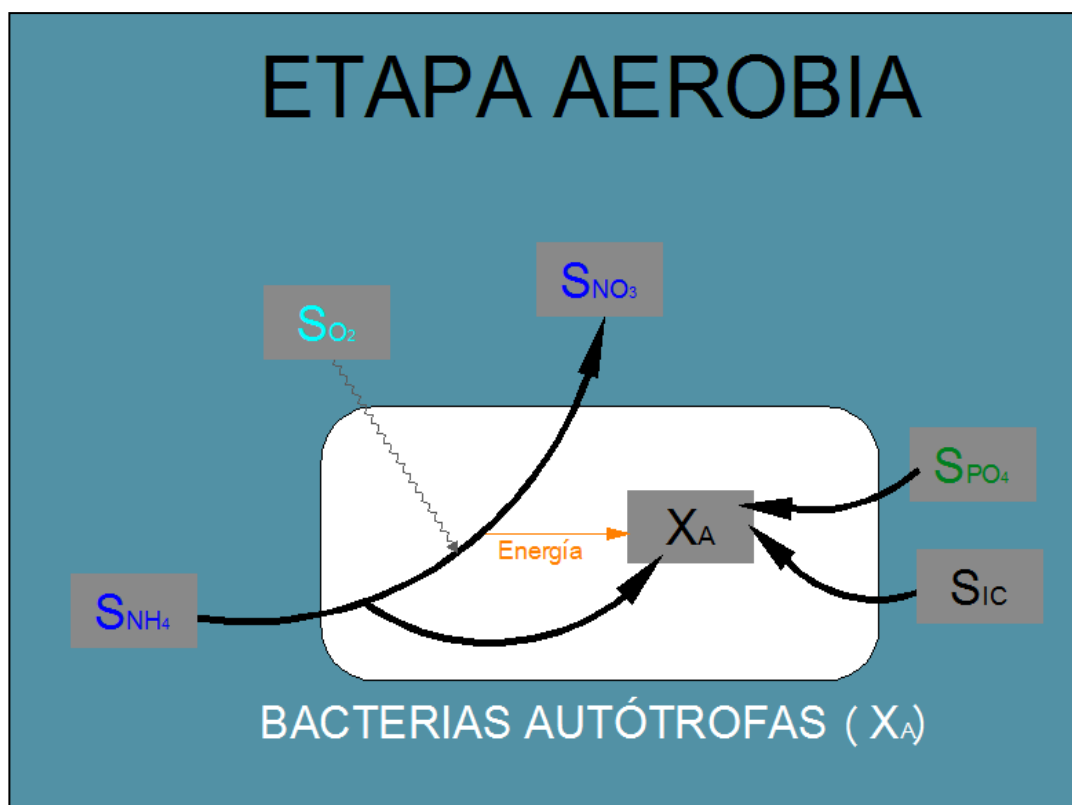 ETAPA AEROBIA
SNO3
SO2
SPO4
XA
Energía
SIC
SNH4
BACTERIAS AUTÓTROFAS ( XA)